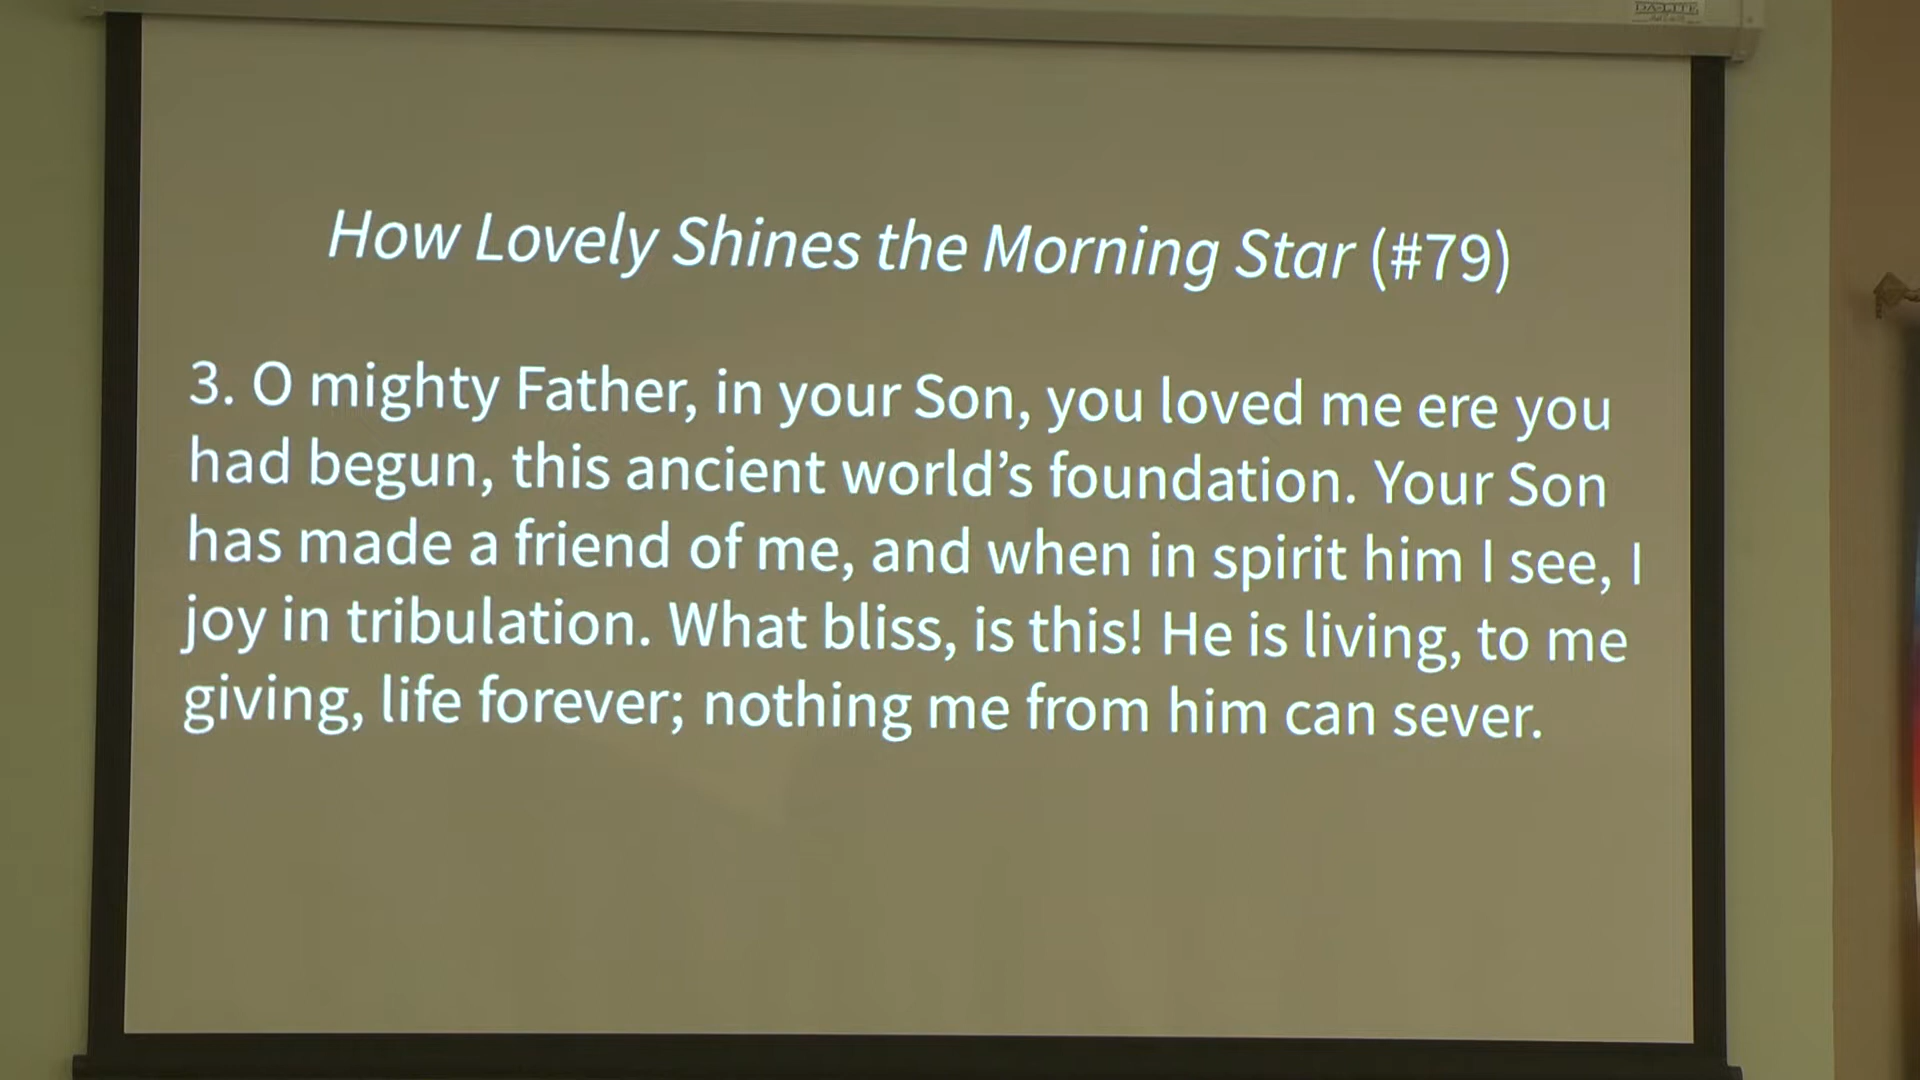 DA-LITE
How Lovely Shines the Morning Star (#79)
3. O mighty Father, in your Son, you loved me ere you
had begun, this ancient world’s foundation. Your Son
has made a friend of me, and when in spirit him I see, I
joy in tribulation. What bliss, is this! He is living, to me
giving, life forever; nothing me from him can sever.